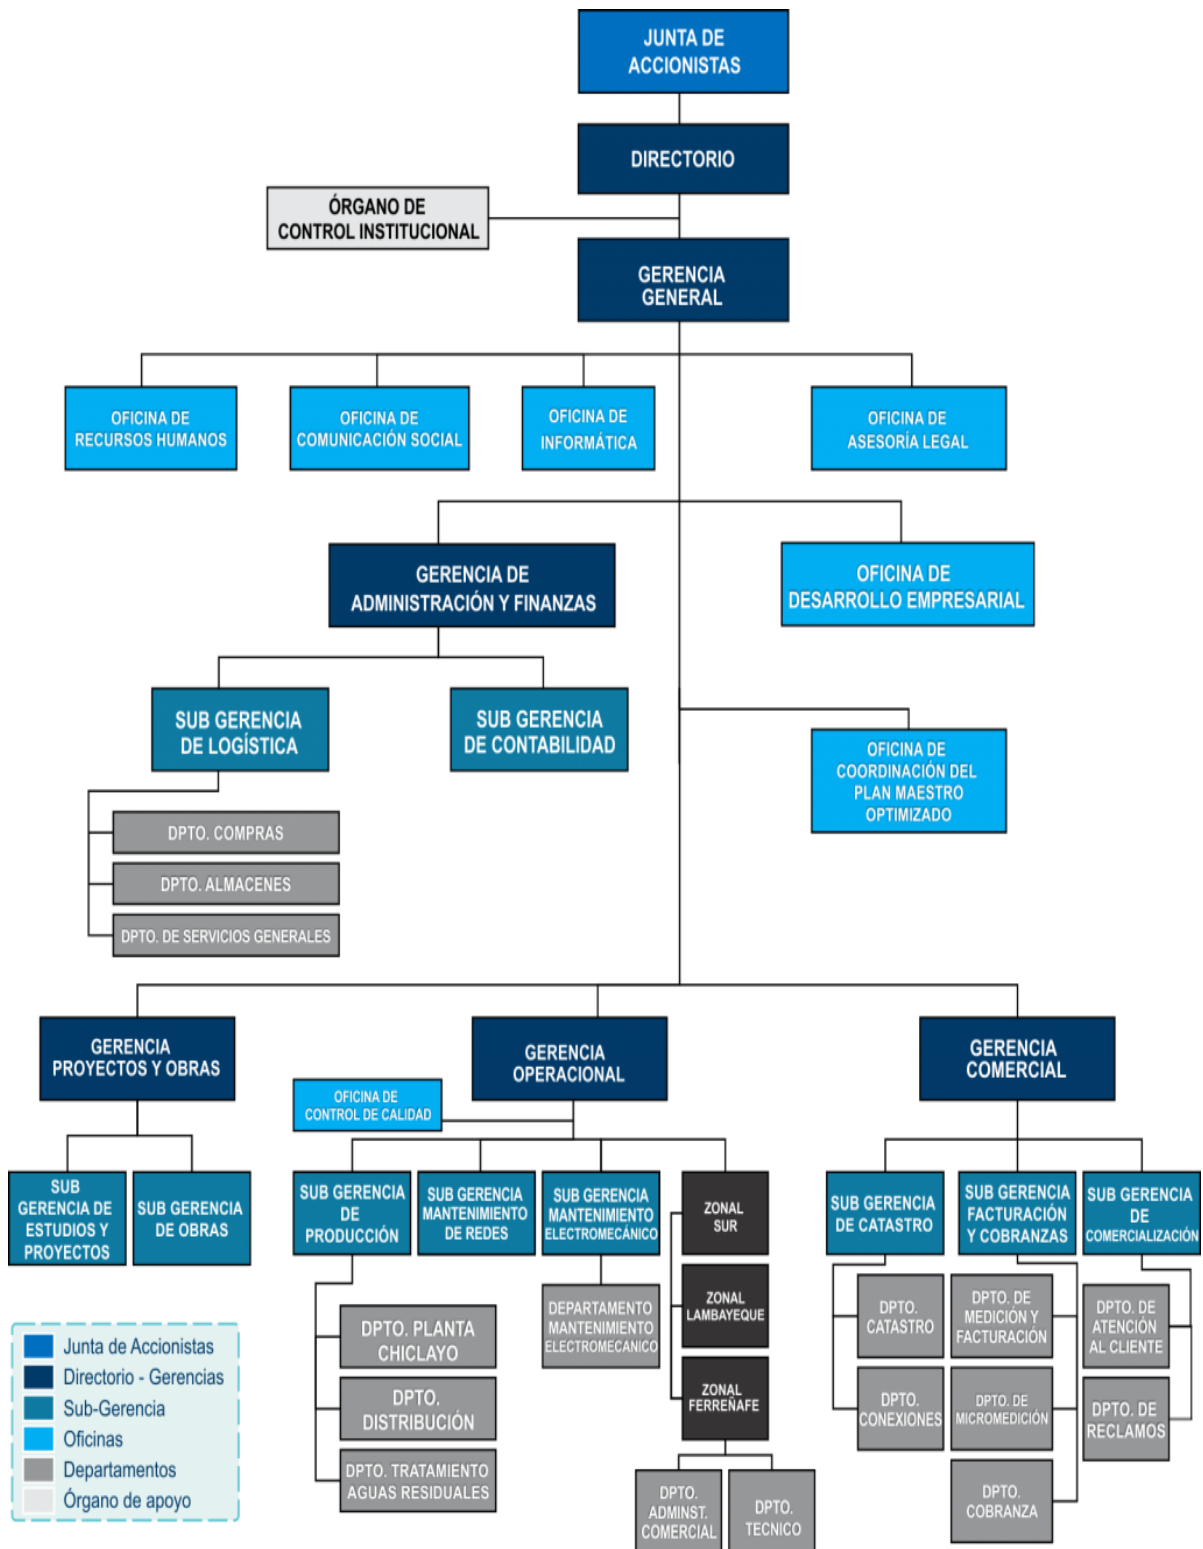 JUNTA DE
ACCIONISTAS
DIRECTORIO
ÓRGANO DE
CONTROL INSTITUCIONAL
GERENCIA
GENERAL
OFICINA DE
RECURSOS HUMANOS
OFICINA DE
COMUNICACIÓN SOCIAL
OFICINA DE
INFORMÁTICA
OFICINA DE
ASESORÍA LEGAL
GERENCIA DE
ADMINISTRACIÓN Y FINANZAS
OFICINA DE
DESARROLLO EMPRESARIAL
SUB GERENCIA
DE LOGÍSTICA
SUB GERENCIA
DE CONTABILIDAD
OFICINA DE
COORDINACIÓN DEL
PLAN MAESTRO
OPTIMIZADO
DPTO. COMPRAS
DPTO. ALMACENES
DPTO. DE SERVICIOS GENERALES
GERENCIA
PROYECTOS Y OBRAS
GERENCIA
OPERACIONAL
GERENCIA
COMERCIAL
OFICINA DE
CONTROL DE CALIDAD
SUB
GERENCIA DE
ESTUDIOS Y
PROYECTOS
SUB GERENCIA
DE OBRAS
SUB GERENCIA
DE
PRODUCCIÓN
SUB GERENCIA
MANTENIMIENTO
DE REDES
SUB GERENCIA
MANTENIMIENTO
ELECTROMECÁNICO
ZONAL
SUR
SUB GERENCIA
DE CATASTRO
SUB GERENCIA
FACTURACIÓN
Y COBRANZAS
SUB GERENCIA
DE
COMERCIALIZACIÓN
DPTO. PLANTA
CHICLAYO
DPTO.
DISTRIBUCIÓN
DPTO. TRATAMIENTO
AGUAS RESIDUALES
DEPARTAMENTO
MANTENIMIENTO
ELECTROMECANICO
ZONAL
LAMBAYEQUE
ZONAL
FERREÑAFE
DPTO.
ADMINST.
COMERCIAL
DPTO.
TECNICO
DPTO.
CATASTRO
DPTO.
CONEXIONES
DPTO. DE
MEDICIÓN Y
FACTURACIÓN
DPTO. DE
MICROMEDICIÓN
DPTO.
COBRANZA
DPTO. DE
ATENCIÓN
AL CLIENTE
DPTO. DE
RECLAMOS
Junta de Accionistas
Directorio - Gerencias
Sub-Gerencia
Oficinas
Departamentos
Órgano de apoyo